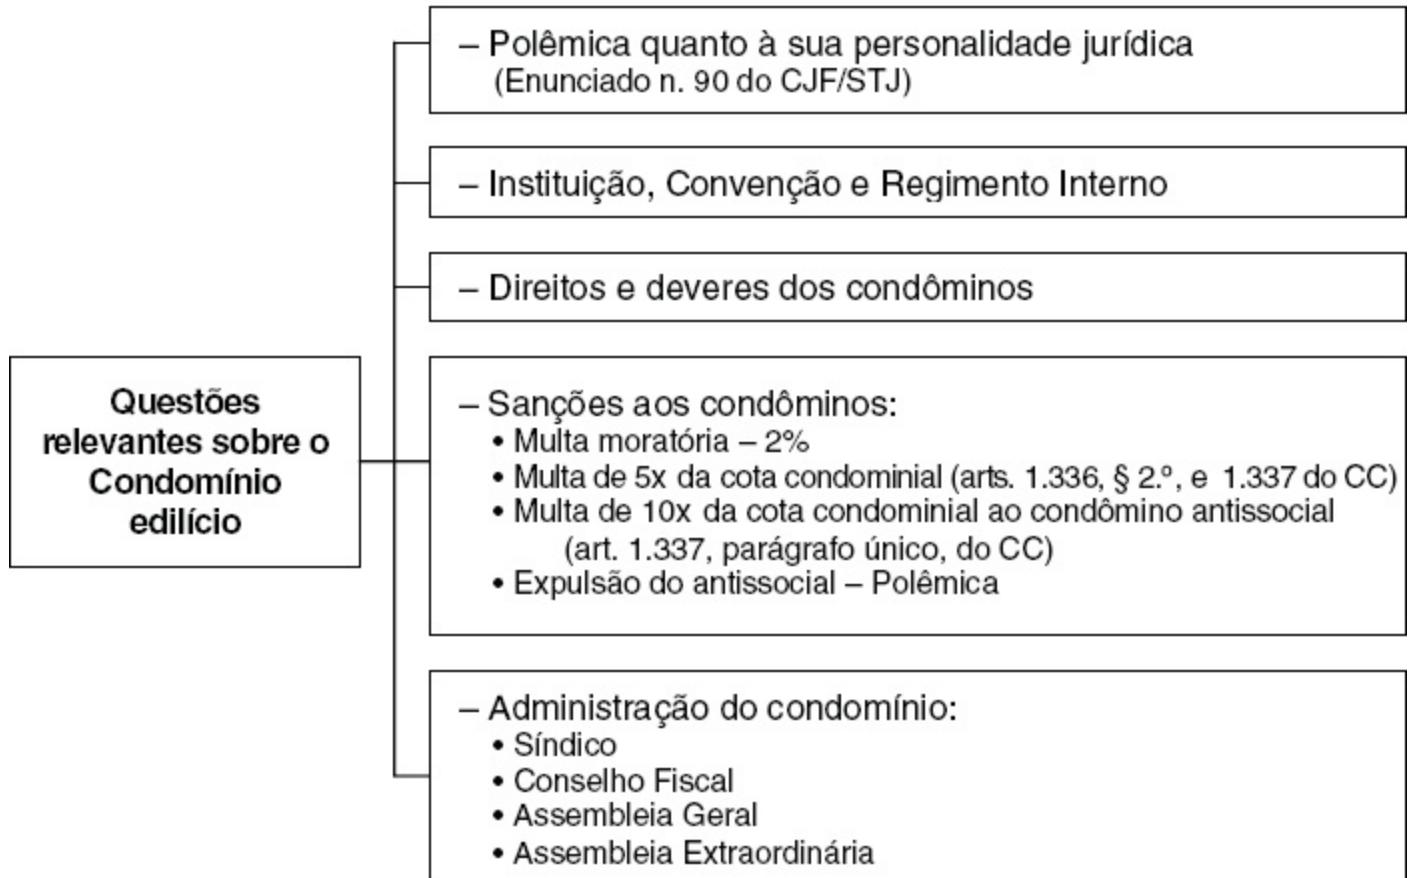 – Polêmica quanto à sua personalidade jurídica
(Enunciado n. 90 do CJF/STJ)
– Instituição, Convenção e Regimento Interno
– Direitos e deveres dos condôminos
Questões
relevantes sobre o
Condomínio
edilício
– Sanções aos condôminos:
• Multa moratória – 2%
• Multa de 5x da cota condominial (arts. 1.336, § 2.º, e 1.337 do CC)
• Multa de 10x da cota condominial ao condômino antissocial
(art. 1.337, parágrafo único, do CC)
• Expulsão do antissocial – Polêmica
– Administração do condomínio:
• Síndico
• Conselho Fiscal
• Assembleia Geral
• Assembleia Extraordinária